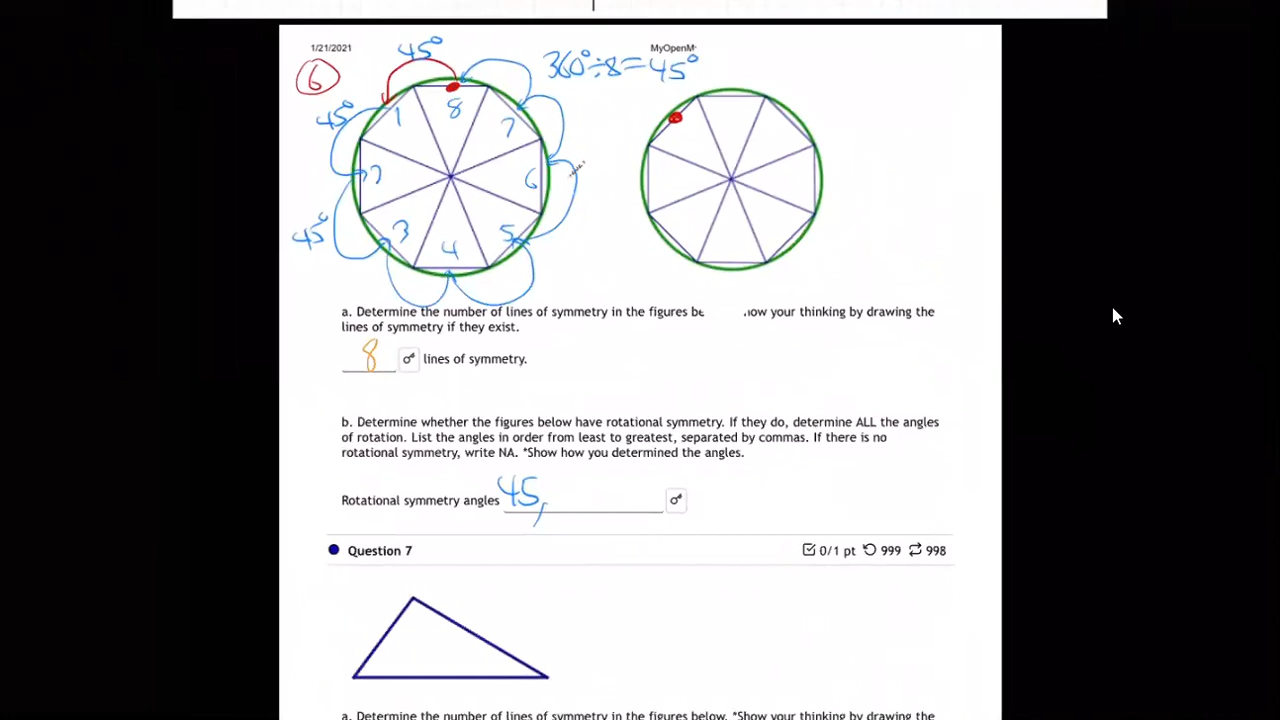 1/21/2021
MyOpenM
6
45°
360° ÷ 8 = 45°
45°
45°
1
8
7
2
6
3
4
5
a. Determine the number of lines of symmetry in the figures be ow your thinking by drawing the
lines of symmetry if they exist.
8 lines of symmetry.
b. Determine whether the figures below have rotational symmetry. If they do, determine ALL the angles
of rotation. List the angles in order from least to greatest, separated by commas. If there is no
rotational symmetry, write NA. *Show how you determined the angles.
Rotational symmetry angles 45,
Question 7
0/1 pt 999 998
a. Determine the number of lines of symmetry in the figures below. *Show your thinking by drawing the